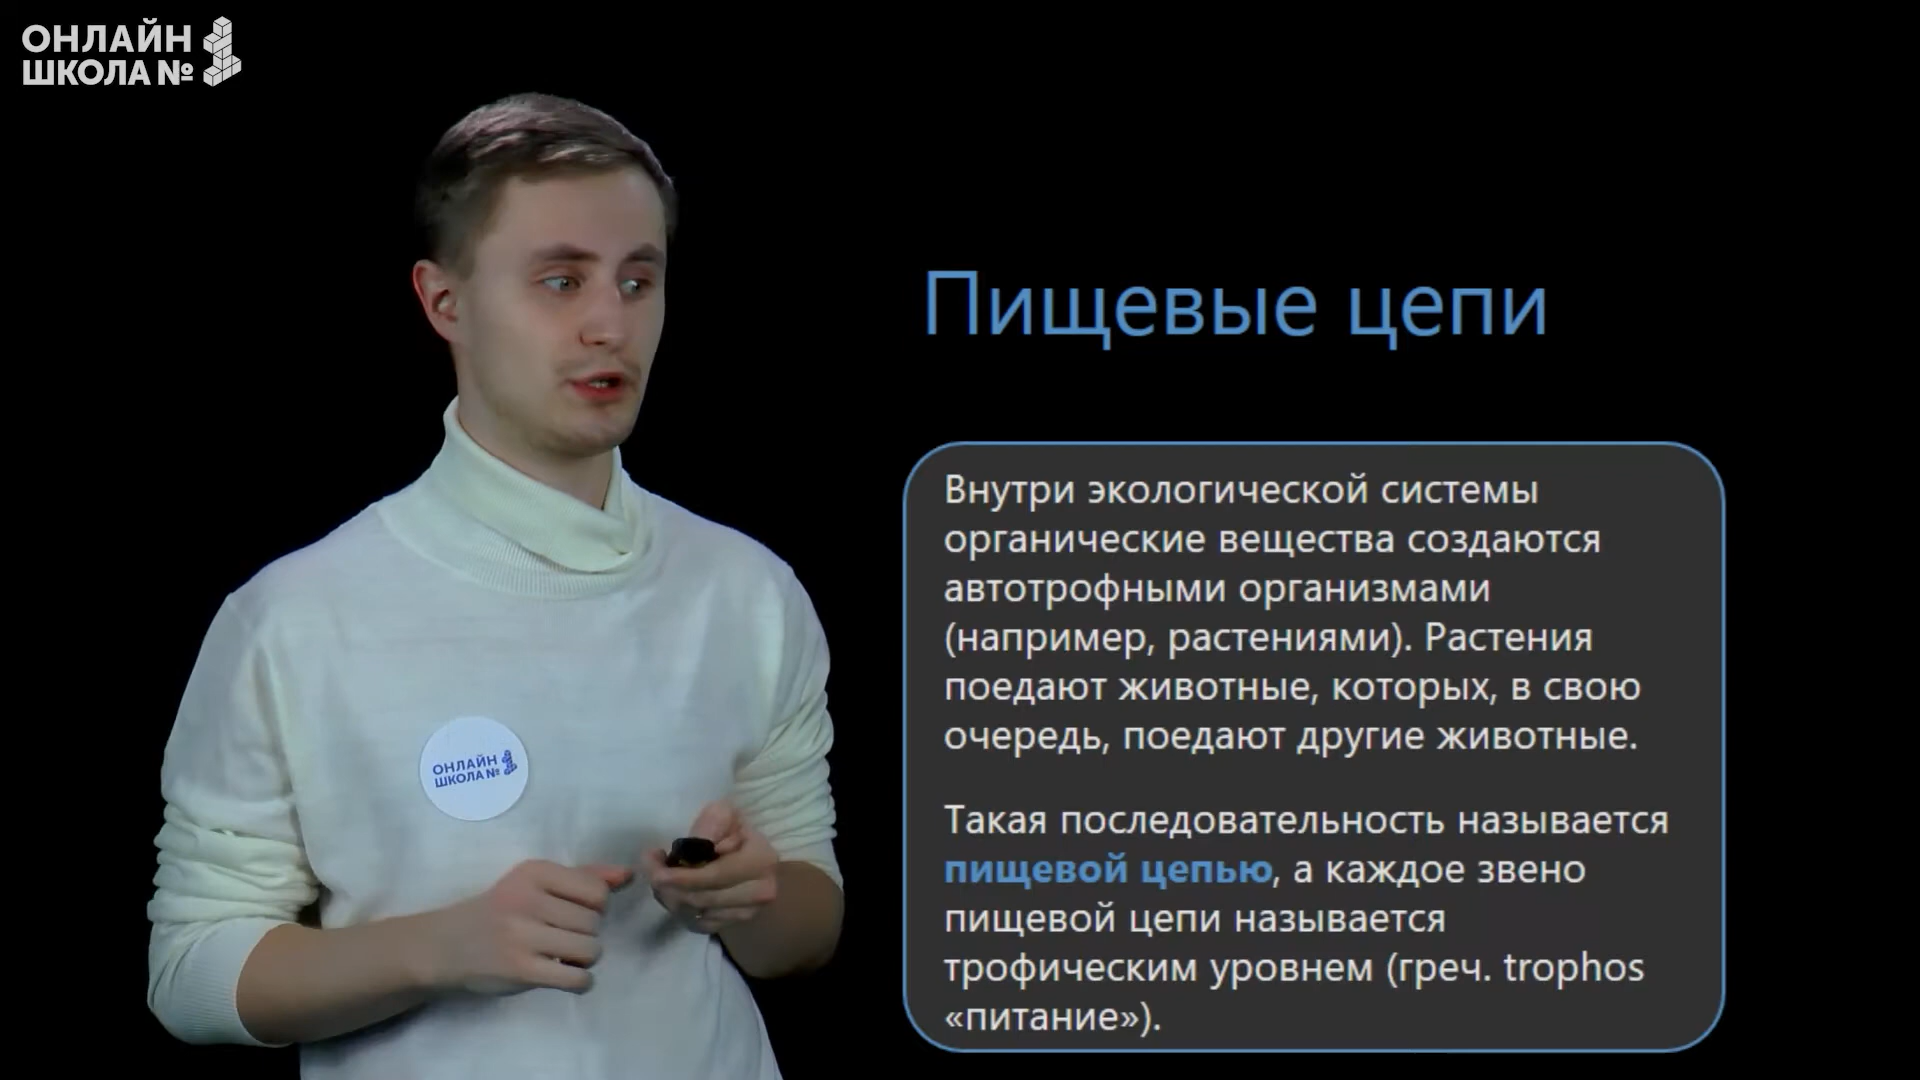 ОНЛАЙН
ШКОЛА №
Пищевые цепи
Внутри экологической системы
органические вещества создаются
автотрофными организмами
(например, растениями). Растения
поедают животные, которых, в свою
очередь, поедают другие животные.
Такая последовательность называется
пищевой цепью, а каждое звено
пищевой цепи называется
трофическим уровнем (греч. trophos
«питание»).
ОНЛАЙН
ШКОЛА №